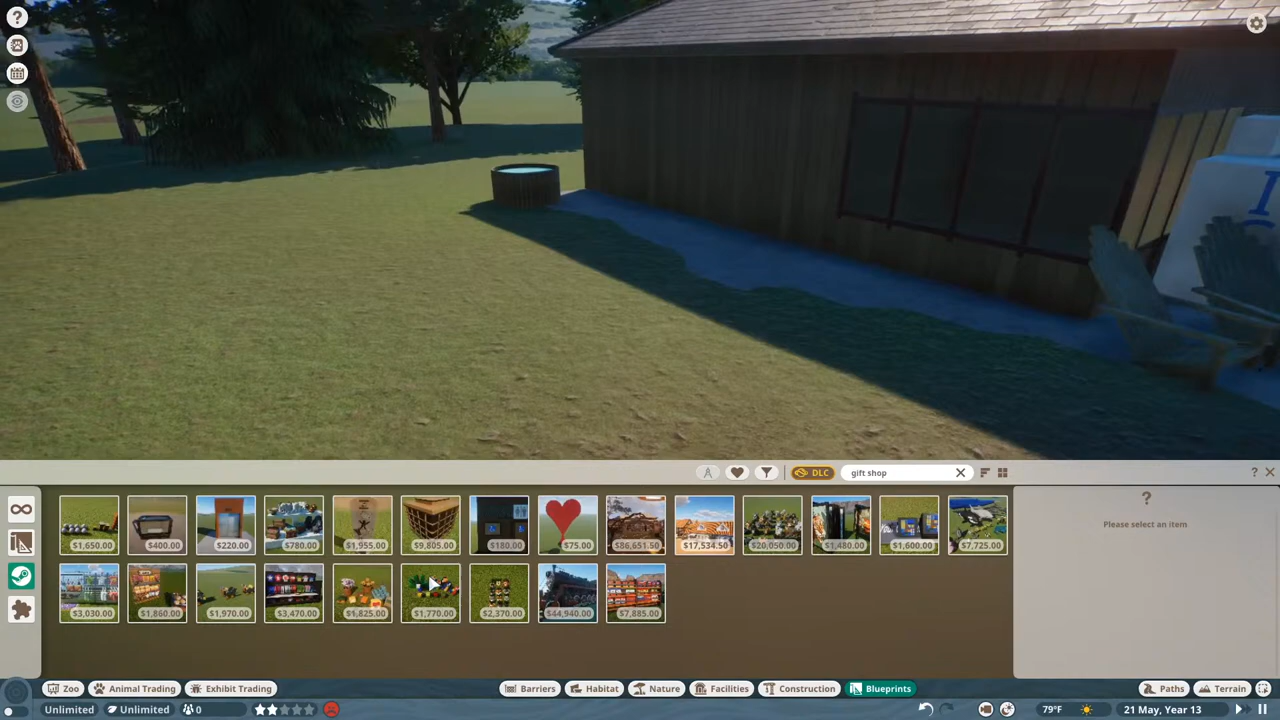 DLC
gift shop
?
$1,650.00
$400.00
$220.00
$780.00
$1,955.00
$9,805.00
$180.00
$75.00
$86,651.50
$17,534.50
$20,050.00
$1,480.00
$1,600.00
$7,725.00
?
Please select an item
$3,030.00
$1,860.00
$1,970.00
$3,470.00
$1,825.00
$1,770.00
$2,370.00
$44,940.00
$7,885.00
Zoo
Animal Trading
Exhibit Trading
Barriers
Habitat
Nature
Facilities
Construction
Blueprints
Paths
Terrain
Unlimited
Unlimited
0
79°F
21 May, Year 13